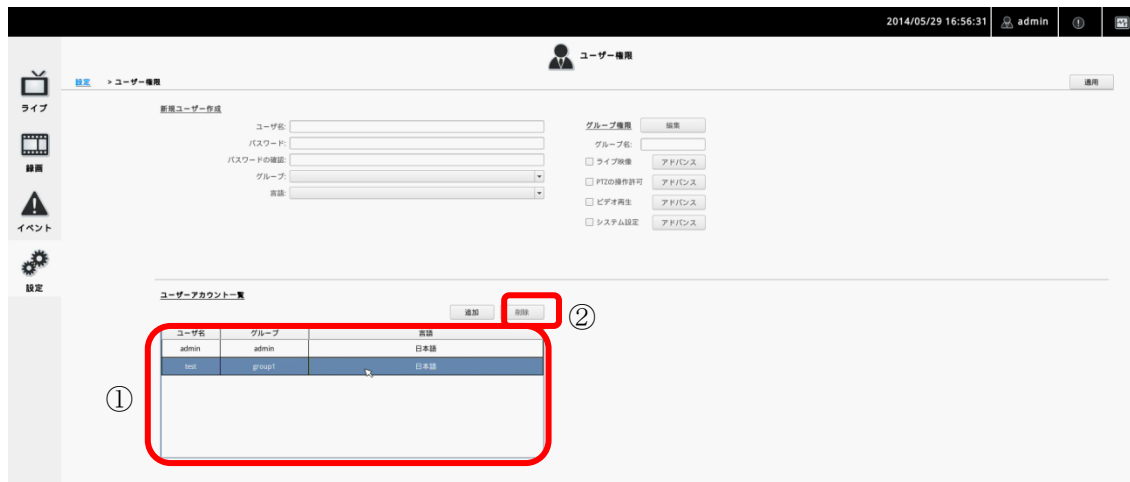 2014/05/29 16:56:31 admin
ユーザー権限
設定 > ユーザー権限
適用
ライブ
録画
イベント
設定
新規ユーザー作成
ユーザ名:
パスワード:
パスワードの確認:
グループ:
言語:
グループ権限 編集
グループ名:
ライブ映像 アドバンス
PTZの操作許可 アドバンス
ビデオ再生 アドバンス
システム設定 アドバンス
ユーザーアカウント一覧
追加 削除 ②
①
ユーザ名 グループ 言語
admin admin 日本語
test group1 日本語